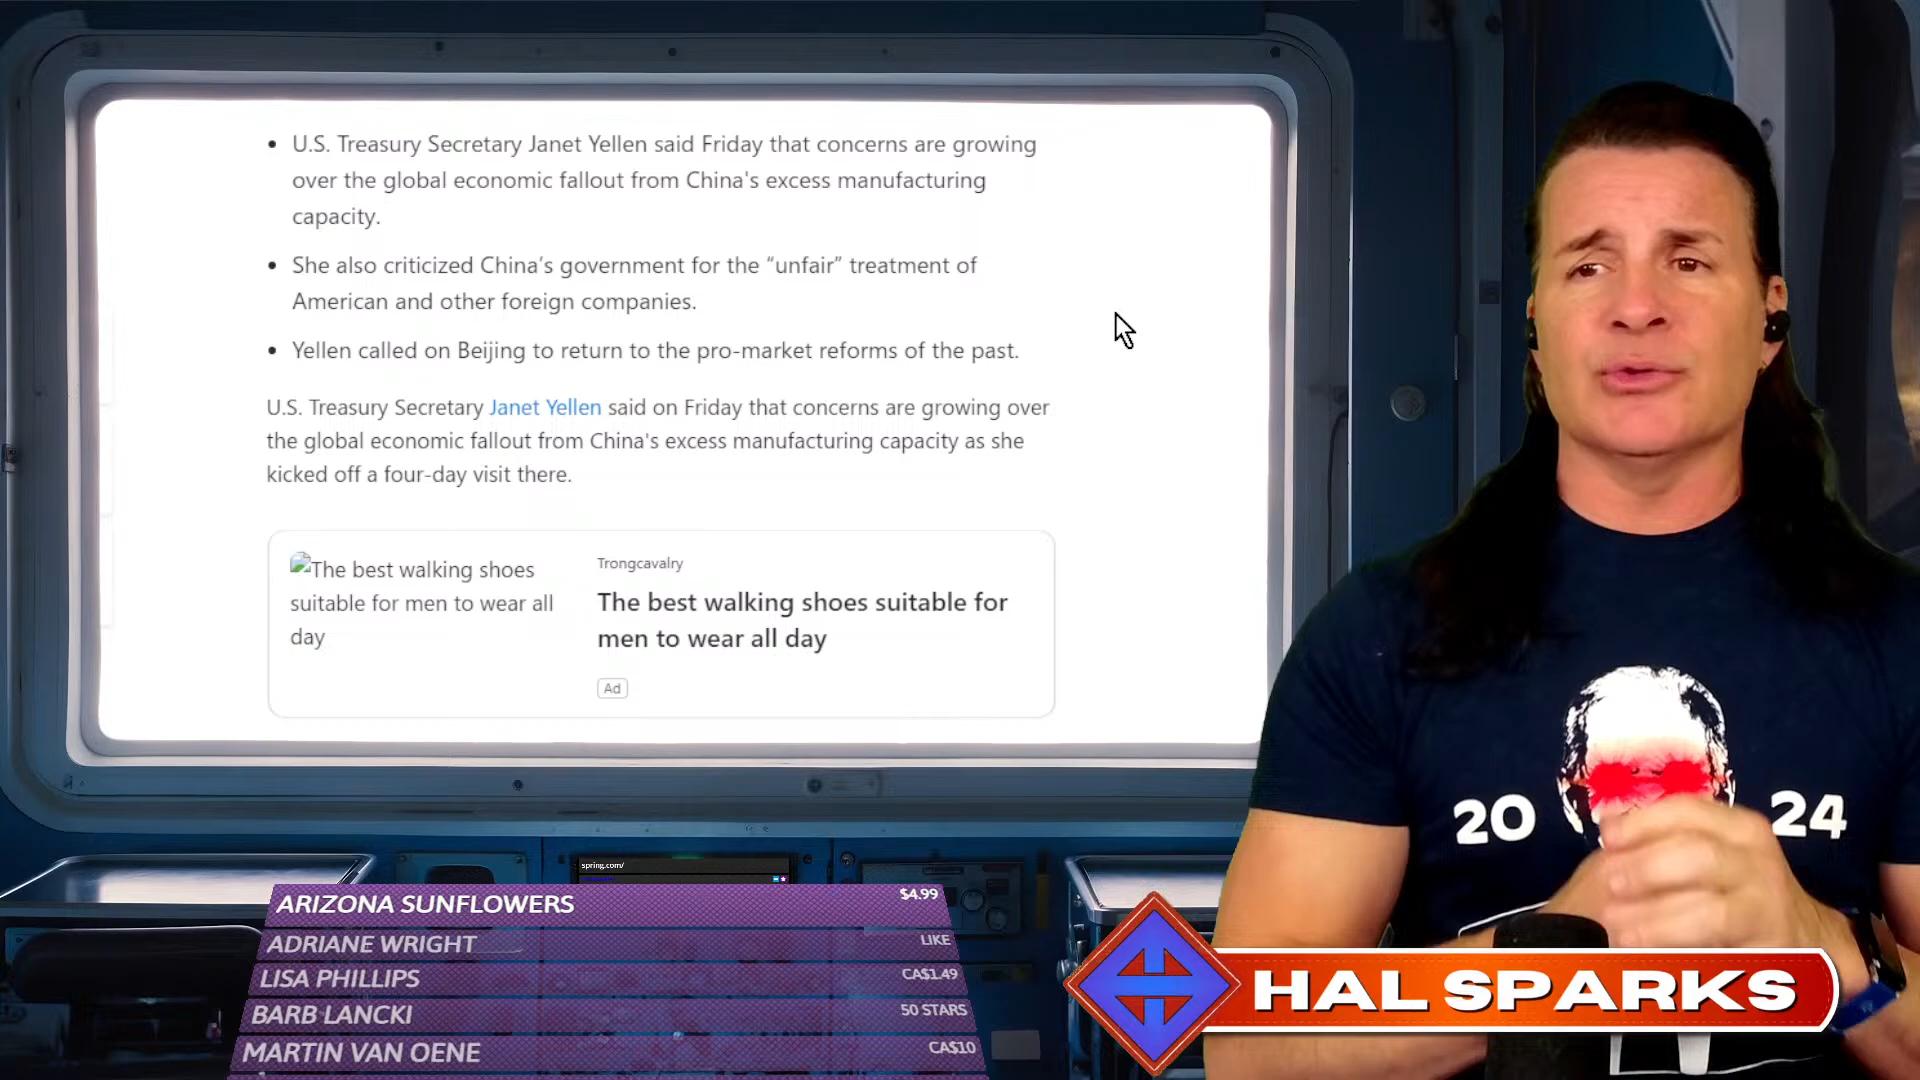 • U.S. Treasury Secretary Janet Yellen said Friday that concerns are growing
over the global economic fallout from China's excess manufacturing
capacity.
• She also criticized China's government for the “unfair” treatment of
American and other foreign companies.
• Yellen called on Beijing to return to the pro-market reforms of the past.
U.S. Treasury Secretary Janet Yellen said on Friday that concerns are growing over
the global economic fallout from China's excess manufacturing capacity as she
kicked off a four-day visit there.
The best walking shoes
suitable for men to wear all
day
Trongcavalry
The best walking shoes suitable for
men to wear all day
Ad
20 24
spring.com/
ARIZONA SUNFLOWERS $4.99
ADRIANE WRIGHT LIKE
LISA PHILLIPS CA$1.49
BARB LANCKI 50 STARS
MARTIN VAN OENE CA$10
HAL SPARKS